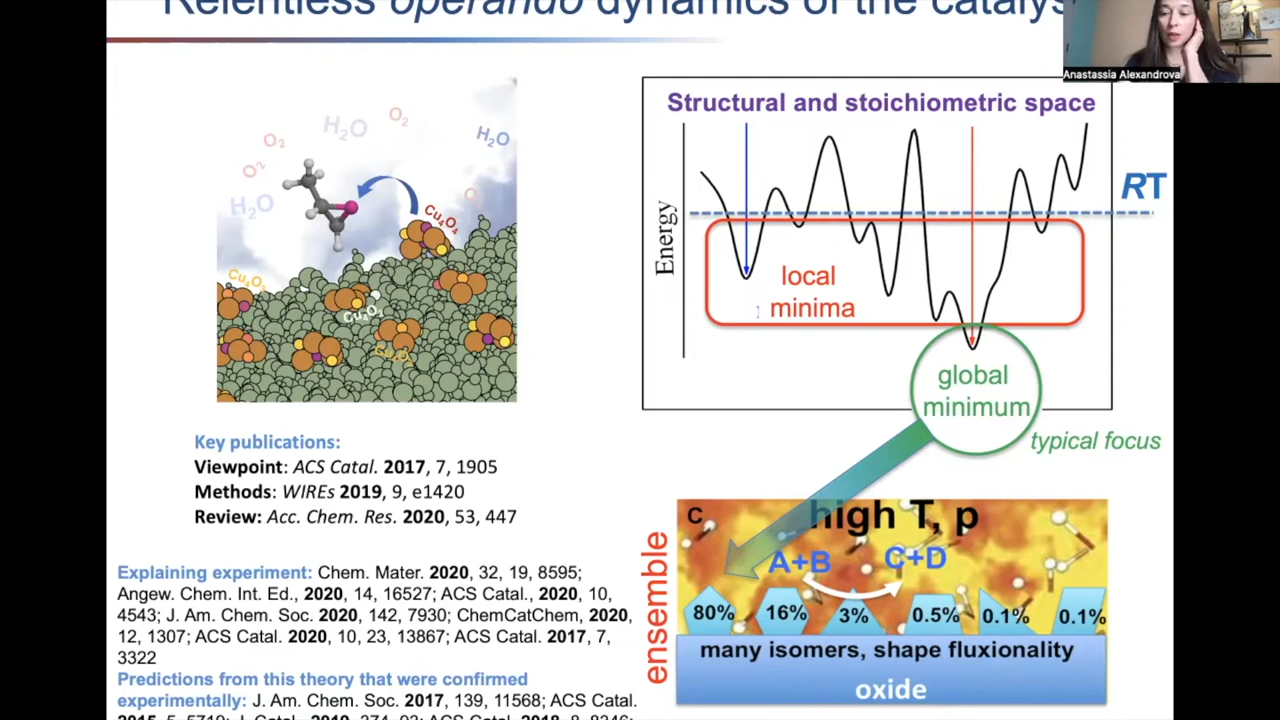 Relentless operando dynamics of the catalys
Anastassia Alexandrova
H2O
O2
O2
O2
H2O
H2O
O
Cu4O4
Cu4O3
Structural and stoichiometric space
RT
Energy
local
minima
global
minimum
typical focus
Key publications:
Viewpoint: ACS Catal. 2017, 7, 1905
Methods: WIREs 2019, 9, e1420
Review: Acc. Chem. Res. 2020, 53, 447
Explaining experiment: Chem. Mater. 2020, 32, 19, 8595;
Angew. Chem. Int. Ed., 2020, 14, 16527; ACS Catal., 2020, 10,
4543; J. Am. Chem. Soc. 2020, 142, 7930; ChemCatChem, 2020,
12, 1307; ACS Catal. 2020, 10, 23, 13867; ACS Catal. 2017, 7,
3322
Predictions from this theory that were confirmed
experimentally: J. Am. Chem. Soc. 2017, 139, 11568; ACS Catal.
ensemble
C
high T, p
A+B
C+D
80%
16%
3%
0.5%
0.1%
0.1%
many isomers, shape fluxionality
oxide